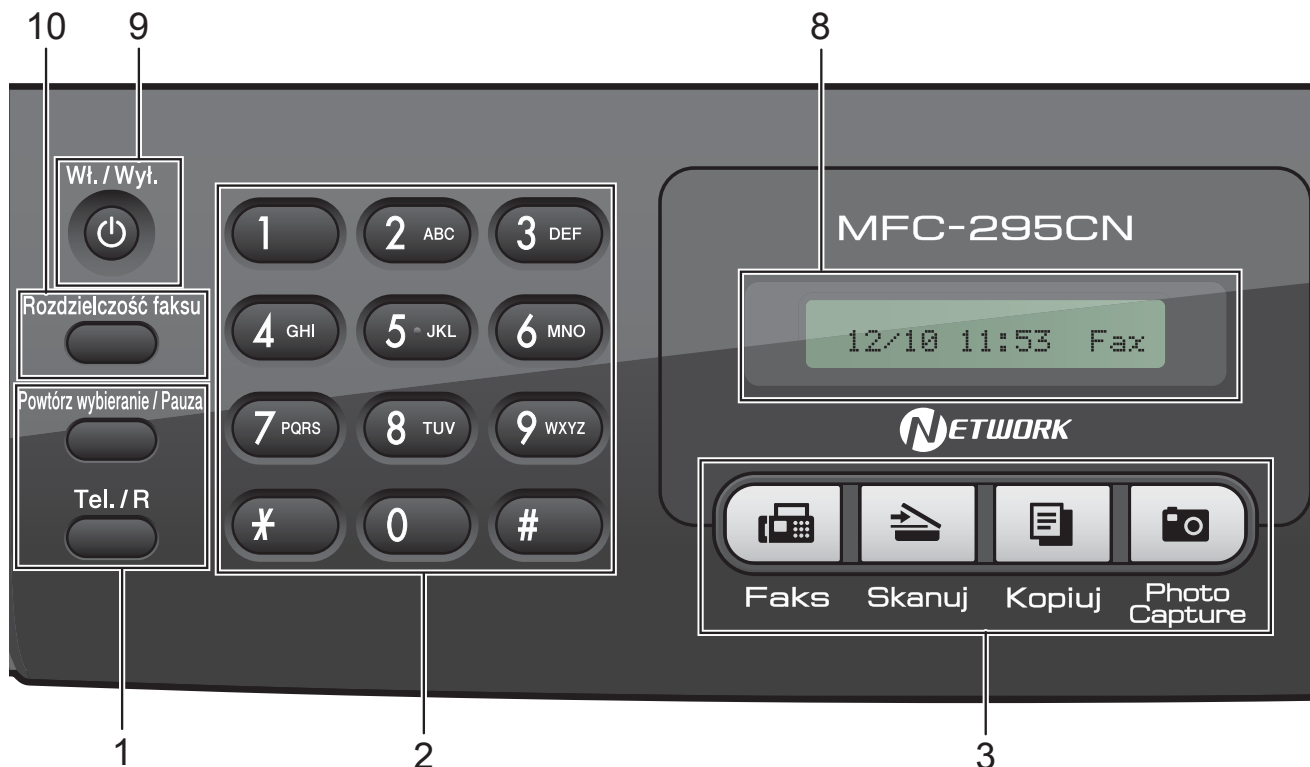 10
9
8
Wł. / Wył.
Rozdzielczość faksu
Powtórz wybieranie / Pauza
Tel. / R
1
2 ABC
3 DEF
4 GHI
5 JKL
6 MNO
7 PQRS
8 TUV
9 WXYZ
*
0
#
MFC-295CN
12/10 11:53 Fax
NETWORK
Faks
Skanuj
Kopiuj
Photo
Capture
1
2
3